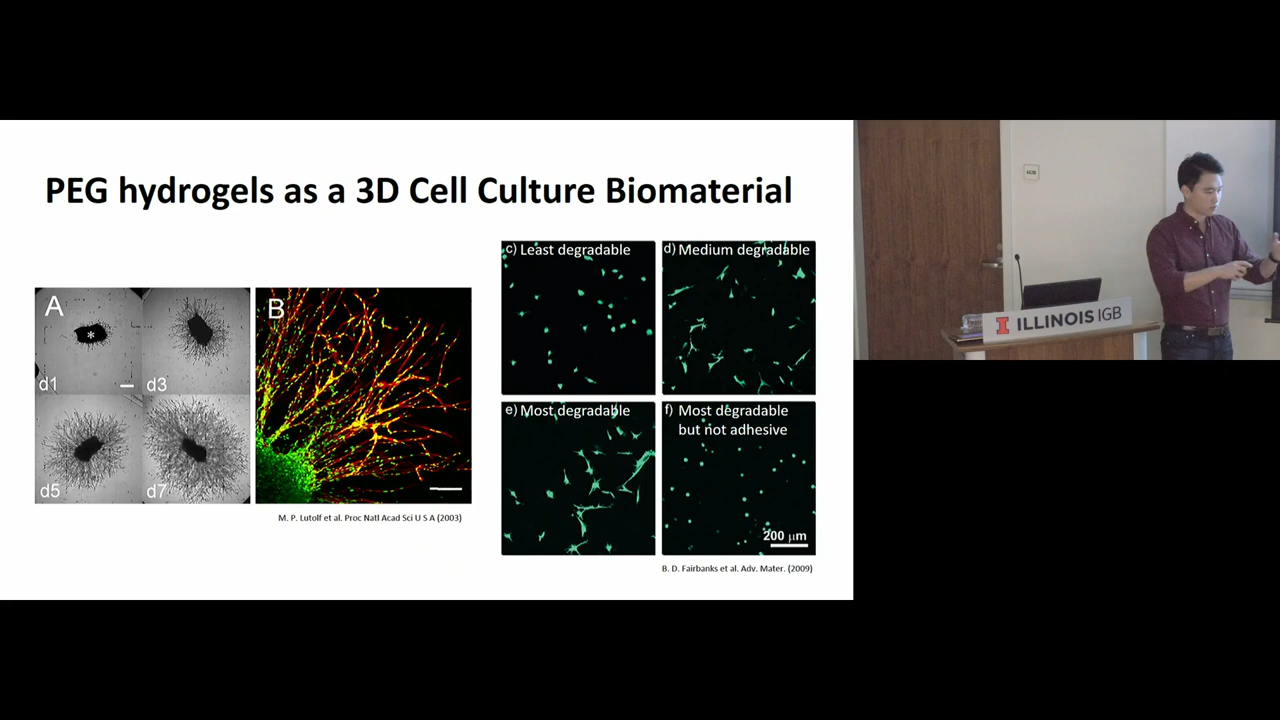 PEG hydrogels as a 3D Cell Culture Biomaterial
A
*
d1
d3
d5
d7
B
M. P. Lutolf et al. Proc Natl Acad Sci U S A (2003)
c) Least degradable
d) Medium degradable
e) Most degradable
f) Most degradable
but not adhesive
200 μm
B. D. Fairbanks et al. Adv. Mater. (2009)
I ILLINOIS IGB